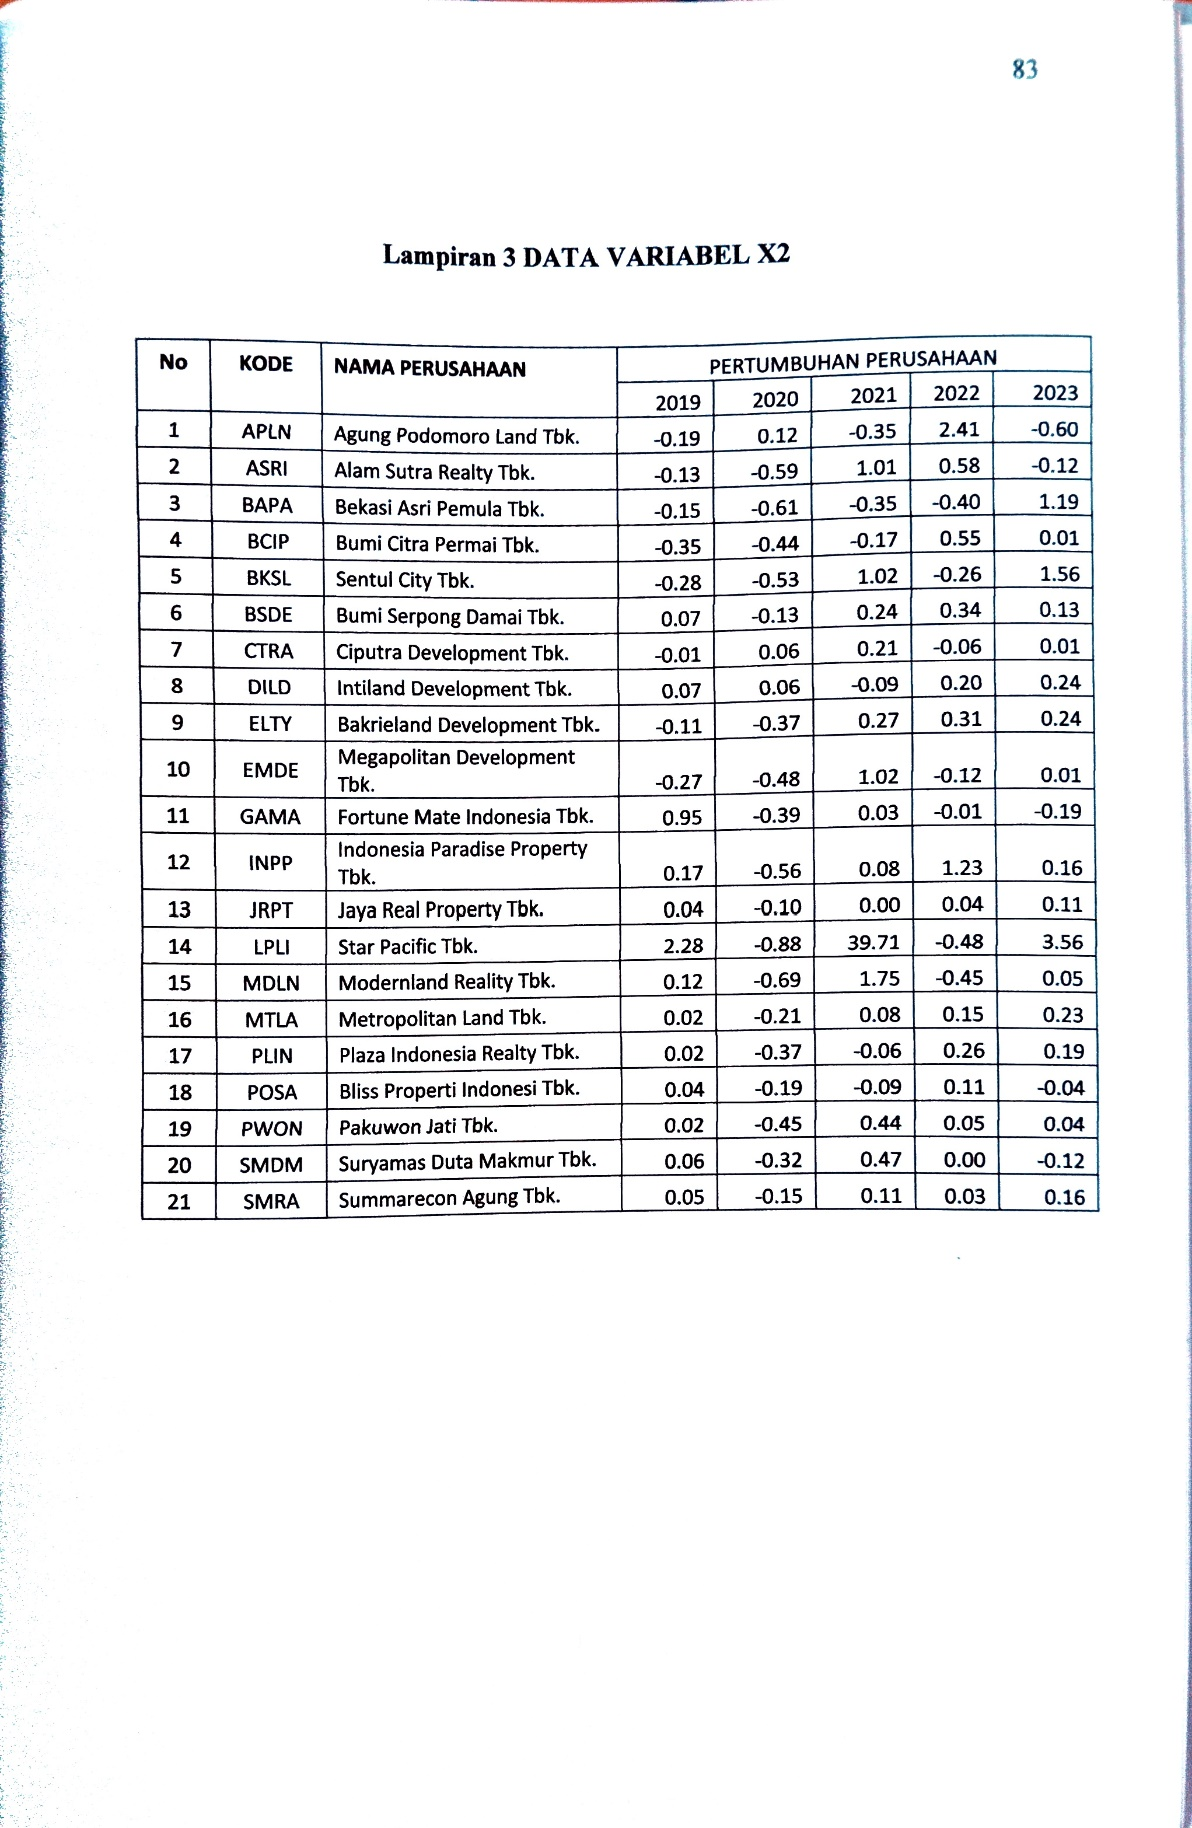 83
Lampiran 3 DATA VARIABEL X2
No KODE NAMA PERUSAHAAN PERTUMBUHAN PERUSAHAAN
2019 2020 2021 2022 2023
1 APLN Agung Podomoro Land Tbk. -0.19 0.12 -0.35 2.41 -0.60
2 ASRI Alam Sutra Realty Tbk. -0.13 -0.59 1.01 0.58 -0.12
3 BAPA Bekasi Asri Pemula Tbk. -0.15 -0.61 -0.35 -0.40 1.19
4 BCIP Bumi Citra Permai Tbk. -0.35 -0.44 -0.17 0.55 0.01
5 BKSL Sentul City Tbk. -0.28 -0.53 1.02 -0.26 1.56
6 BSDE Bumi Serpong Damai Tbk. 0.07 -0.13 0.24 0.34 0.13
7 CTRA Ciputra Development Tbk. -0.01 0.06 0.21 -0.06 0.01
8 DILD Intiland Development Tbk. 0.07 0.06 -0.09 0.20 0.24
9 ELTY Bakrieland Development Tbk. -0.11 -0.37 0.27 0.31 0.24
10 EMDE Megapolitan Development
Tbk. -0.27 -0.48 1.02 -0.12 0.01
11 GAMA Fortune Mate Indonesia Tbk. 0.95 -0.39 0.03 -0.01 -0.19
12 INPP Indonesia Paradise Property
Tbk. 0.17 -0.56 0.08 1.23 0.16
13 JRPT Jaya Real Property Tbk. 0.04 -0.10 0.00 0.04 0.11
14 LPLI Star Pacific Tbk. 2.28 -0.88 39.71 -0.48 3.56
15 MDLN Modernland Reality Tbk. 0.12 -0.69 1.75 -0.45 0.05
16 MTLA Metropolitan Land Tbk. 0.02 -0.21 0.08 0.15 0.23
17 PLIN Plaza Indonesia Realty Tbk. 0.02 -0.37 -0.06 0.26 0.19
18 POSA Bliss Properti Indonesi Tbk. 0.04 -0.19 -0.09 0.11 -0.04
19 PWON Pakuwon Jati Tbk. 0.02 -0.45 0.44 0.05 0.04
20 SMDM Suryamas Duta Makmur Tbk. 0.06 -0.32 0.47 0.00 -0.12
21 SMRA Summarecon Agung Tbk. 0.05 -0.15 0.11 0.03 0.16